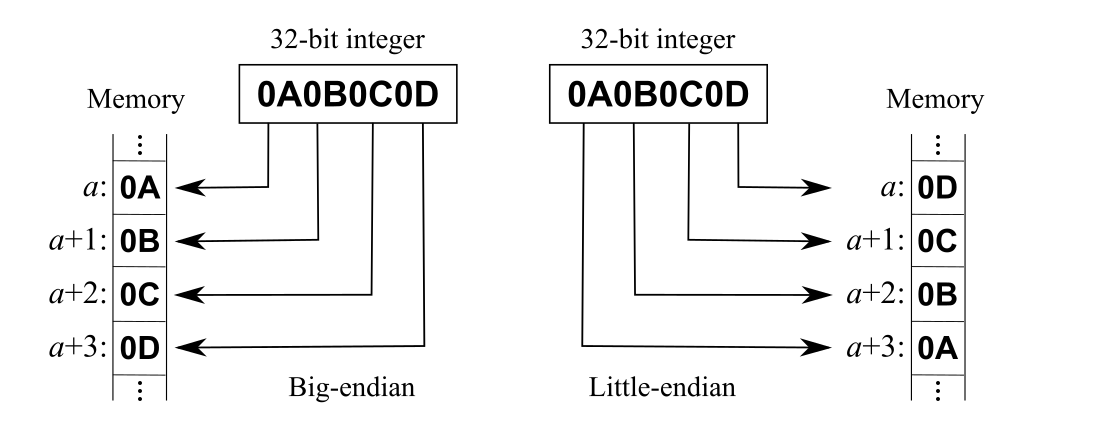 32-bit integer
0A0B0C0D
Memory
⋮
a: 0A
a+1: 0B
a+2: 0C
a+3: 0D
⋮
Big-endian
32-bit integer
0A0B0C0D
Memory
⋮
a: 0D
a+1: 0C
a+2: 0B
a+3: 0A
⋮
Little-endian